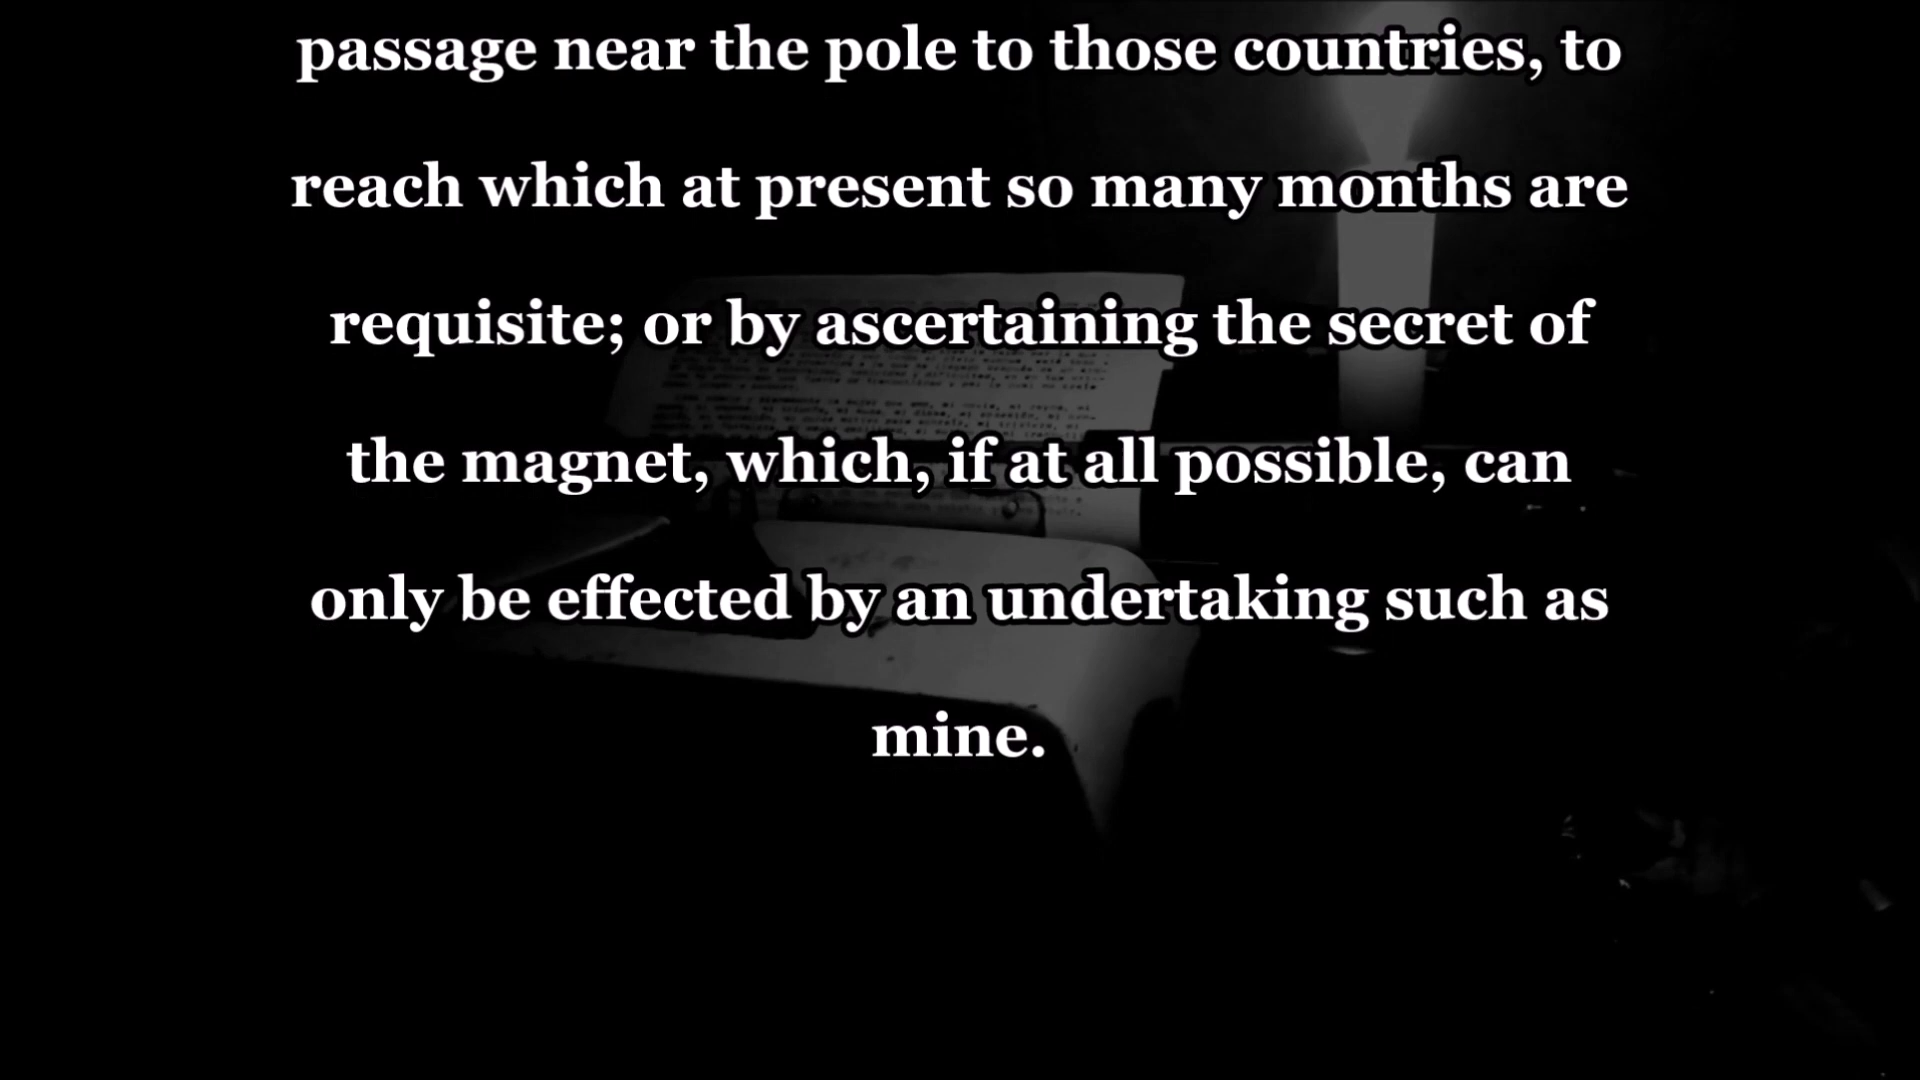 passage near the pole to those countries, to
reach which at present so many months are
requisite; or by ascertaining the secret of
the magnet, which, if at all possible, can
only be effected by an undertaking such as
mine.